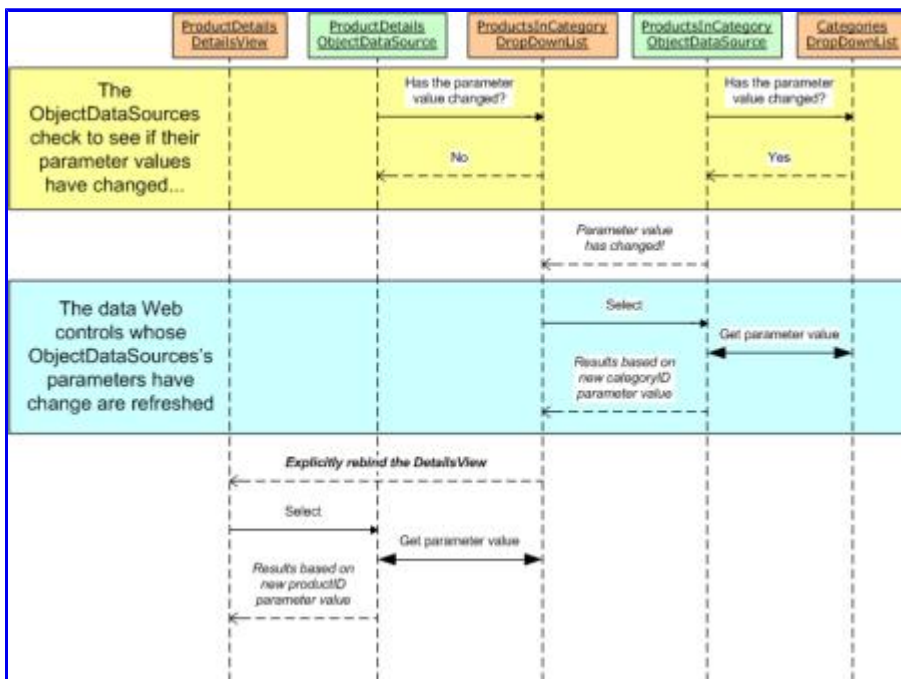 ProductDetails
DetailsView
ProductDetails
ObjectDataSource
ProductsInCategory
DropDownList
ProductsInCategory
ObjectDataSource
Categories
DropDownList
The
ObjectDataSources
check to see if their
parameter values
have changed...
Has the parameter
value changed?
No
Has the parameter
value changed?
Yes
Parameter value
has changed!
The data Web
controls whose
ObjectDataSources's
parameters have
change are refreshed
Select
Get parameter value
Results based on
new categoryID
parameter value
Explicitly rebind the DetailsView
Select
Get parameter value
Results based on
new productID
parameter value